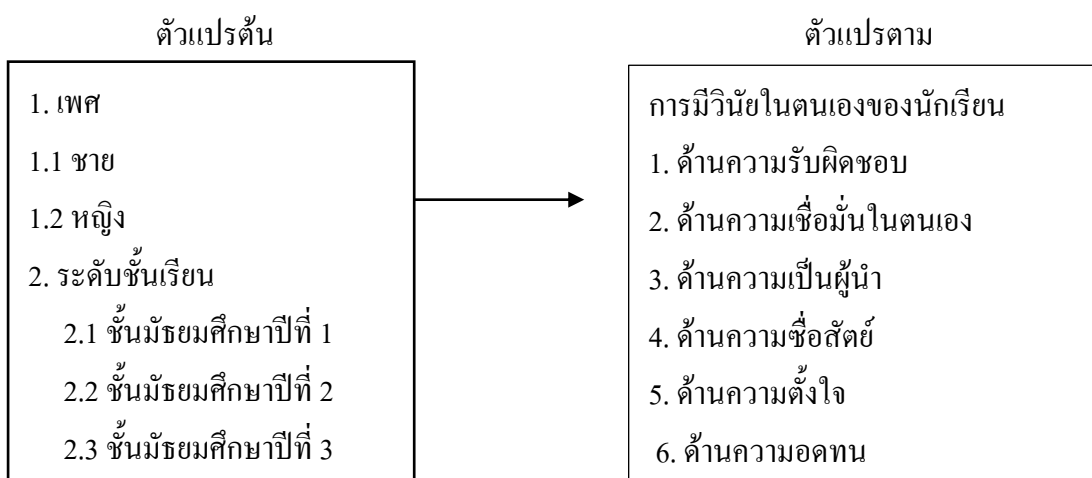 ตัวแปรต้น
1. เพศ
1.1 ชาย
1.2 หญิง
2. ระดับชั้นเรียน
2.1 ชั้นมัธยมศึกษาปีที่ 1
2.2 ชั้นมัธยมศึกษาปีที่ 2
2.3 ชั้นมัธยมศึกษาปีที่ 3
ตัวแปรตาม
การมีวินัยในตนเองของนักเรียน
1. ด้านความรับผิดชอบ
2. ด้านความเชื่อมั่นในตนเอง
3. ด้านความเป็นผู้นำ
4. ด้านความซื่อสัตย์
5. ด้านความตั้งใจ
6. ด้านความอดทน